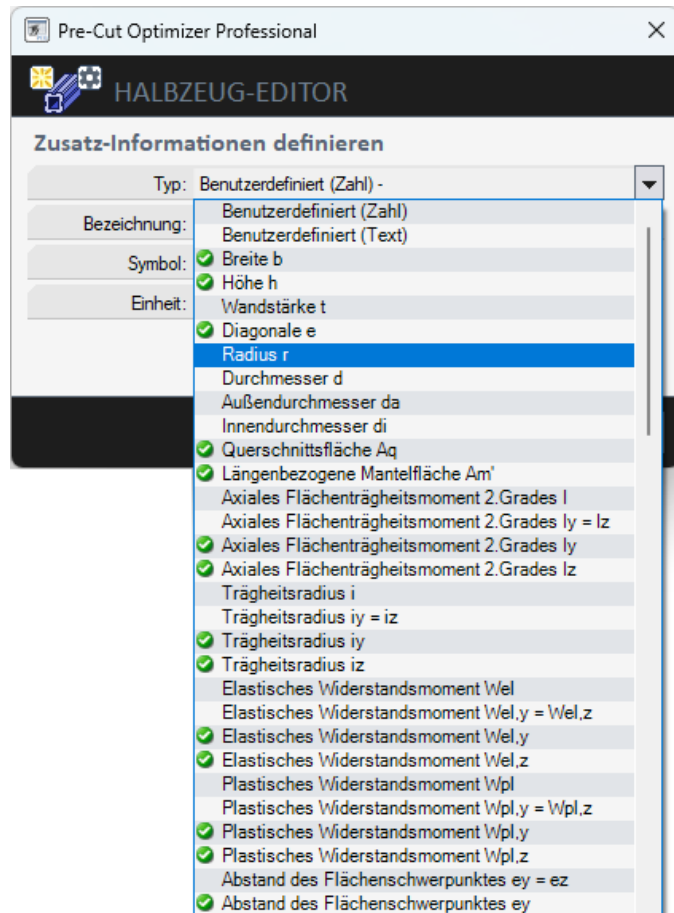 Pre-Cut Optimizer Professional
HALBZEUG-EDITOR
Zusatz-Informationen definieren
Typ: Benutzerdefiniert (Zahl) -
Bezeichnung:
Symbol:
Einheit:
Benutzerdefiniert (Zahl)
Benutzerdefiniert (Text)
Breite b
Höhe h
Wandstärke t
Diagonale e
Radius r
Durchmesser d
Außendurchmesser da
Innendurchmesser di
Querschnittsfläche Aq
Längenbezogene Mantelfläche Am'
Axiales Flächenträgheitsmoment 2.Grades I
Axiales Flächenträgheitsmoment 2.Grades Iy = Iz
Axiales Flächenträgheitsmoment 2.Grades Iy
Axiales Flächenträgheitsmoment 2.Grades Iz
Trägheitsradius i
Trägheitsradius iy = iz
Trägheitsradius iy
Trägheitsradius iz
Elastisches Widerstandsmoment Wel
Elastisches Widerstandsmoment Wel,y = Wel,z
Elastisches Widerstandsmoment Wel,y
Elastisches Widerstandsmoment Wel,z
Plastisches Widerstandsmoment Wpl
Plastisches Widerstandsmoment Wpl,y = Wpl,z
Plastisches Widerstandsmoment Wpl,y
Plastisches Widerstandsmoment Wpl,z
Abstand des Flächenschwerpunktes ey = ez
Abstand des Flächenschwerpunktes ey